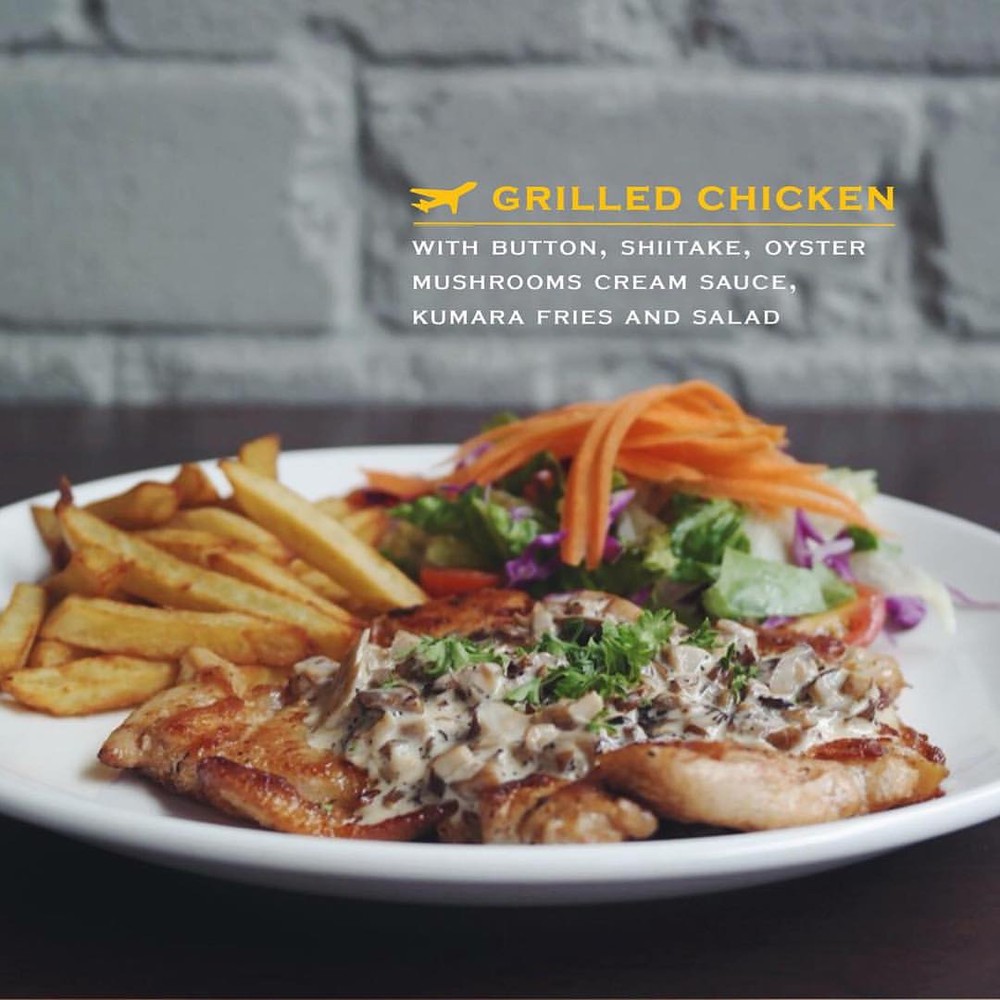 GRILLED CHICKEN
WITH BUTTON, SHIITAKE, OYSTER
MUSHROOMS CREAM SAUCE,
KUMARA FRIES AND SALAD